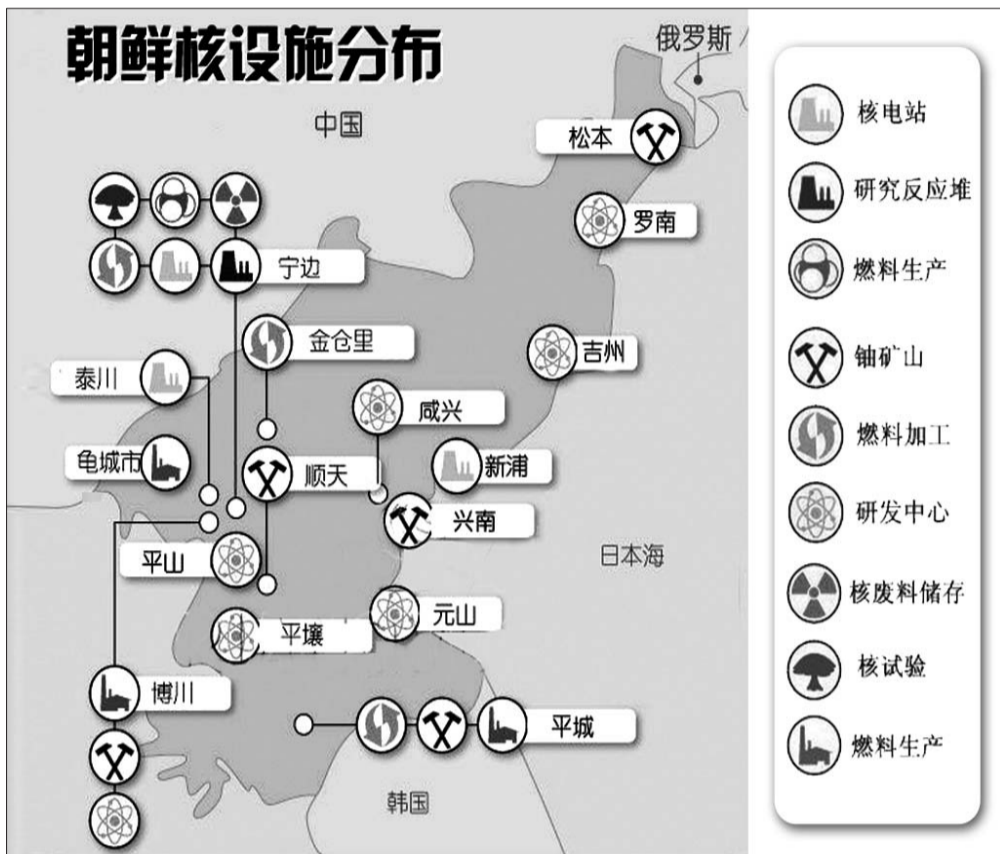 朝鲜核设施分布
俄罗斯
中国
松本
罗南
宁边
金仓里
吉州
泰川
咸兴
龟城市
顺天
新浦
兴南
平山
日本海
元山
平壤
博川
平城
韩国
核电站
研究反应堆
燃料生产
铀矿山
燃料加工
研发中心
核废料储存
核试验
燃料生产